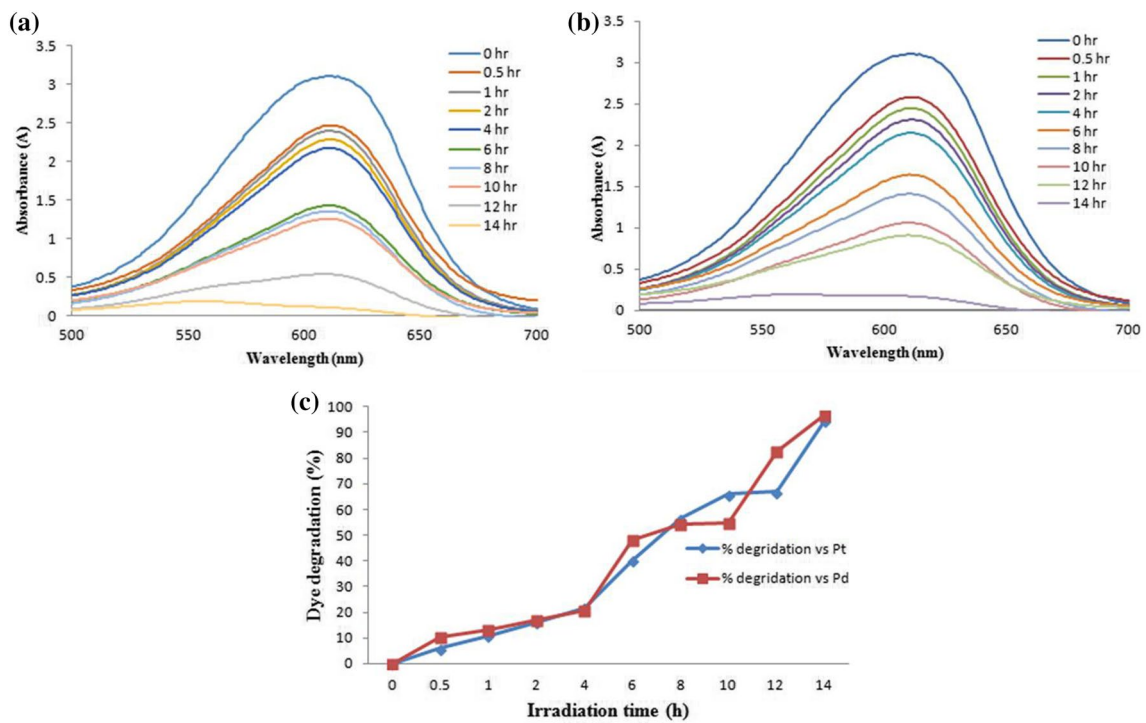 (a)
3.5
3
2.5
2
1.5
1
0.5
0
Absorbance (A)
500
550
600
650
700
Wavelength (nm)
0 hr
0.5 hr
1 hr
2 hr
4 hr
6 hr
8 hr
10 hr
12 hr
14 hr
(b)
3.5
3
2.5
2
1.5
1
0.5
0
Absorbance (A)
500
550
600
650
700
Wavelength (nm)
0 hr
0.5 hr
1 hr
2 hr
4 hr
6 hr
8 hr
10 hr
12 hr
14 hr
(c)
100
90
80
70
60
50
40
30
20
10
0
Dye degradation (%)
0
0.5
1
2
4
6
8
10
12
14
Irradiation time (h)
% degridation vs Pt
% degridation vs Pd